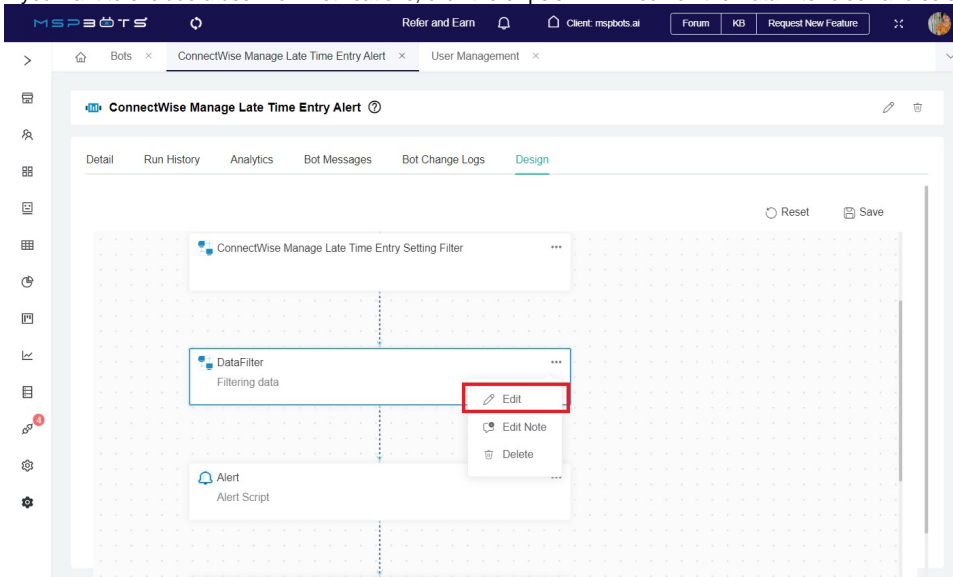 MSPBOTS Refer and Earn Client: mspbots.ai Forum KB Request New Feature
Bots × ConnectWise Manage Late Time Entry Alert × User Management ×
ConnectWise Manage Late Time Entry Alert
Detail Run History Analytics Bot Messages Bot Change Logs Design
Reset Save
ConnectWise Manage Late Time Entry Setting Filter
DataFilter
Filtering data
Edit
Edit Note
Delete
4
Alert
Alert Script